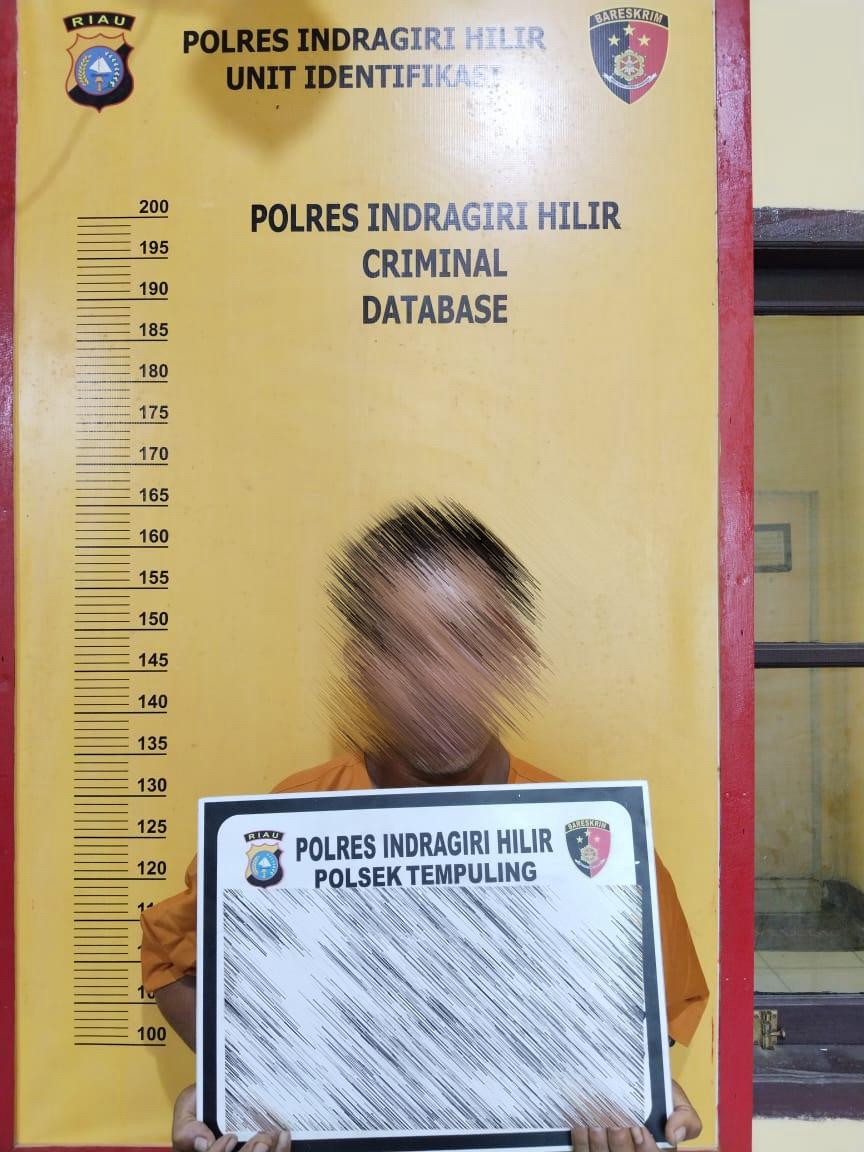 RIAU
BARESKRIM
POLRES INDRAGIRI HILIR
UNIT IDENTIFIKASI
POLRES INDRAGIRI HILIR
CRIMINAL
DATABASE
200
195
190
185
180
175
170
165
160
155
150
145
140
135
130
125
120
100
RIAU
BARESKRIM
POLRES INDRAGIRI HILIR
POLSEK TEMPULING